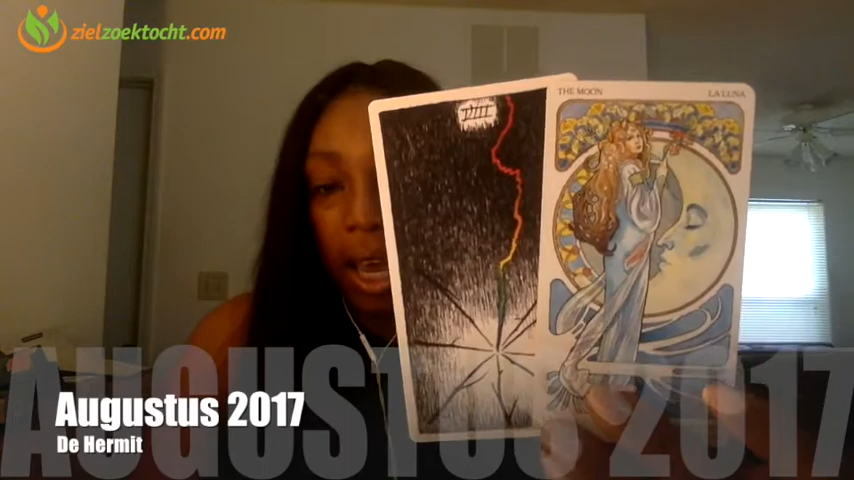 zielzoektocht.com
THE MOON
LA LUNA
AUGUSTUS 2017
Augustus 2017
De Hermit